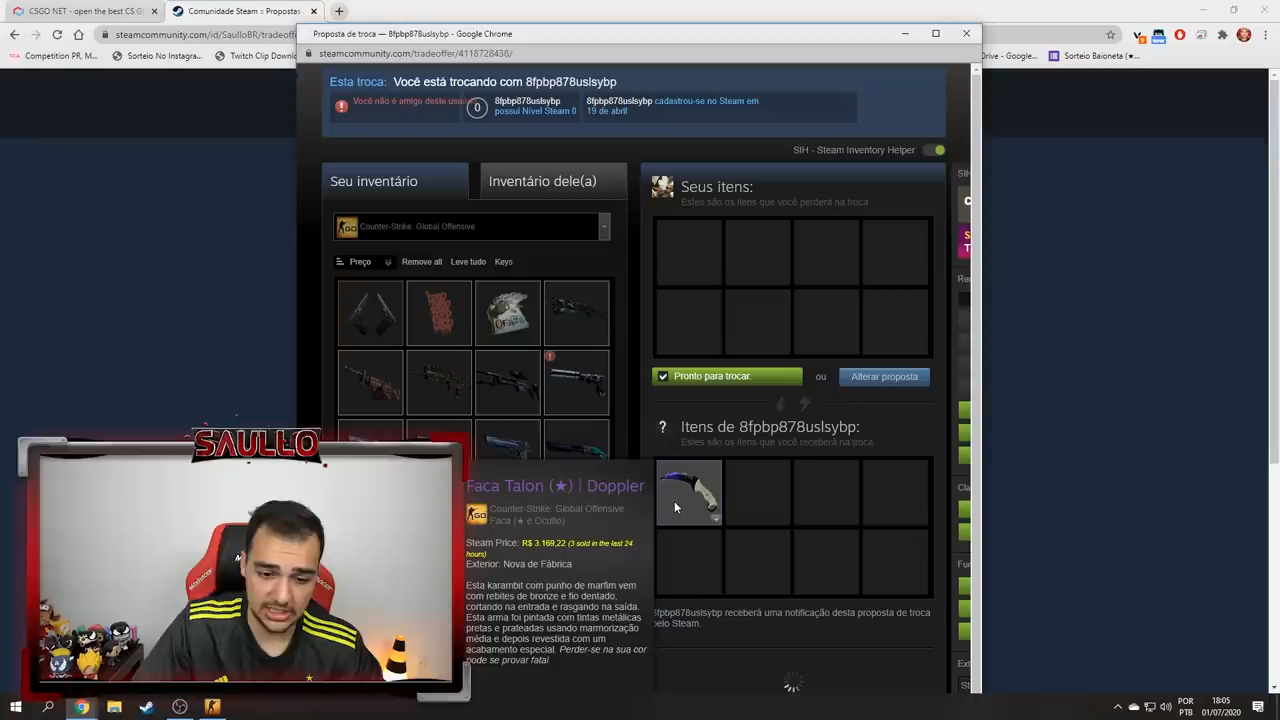 CSGO NET - OPEN CS:GO BEST C
Comunidade Steam :: Steam
steamcommunity.com/id/SaulloBR/tradeoff
Competition PR, M...
Sorteio G
Twitch D
Drive - Google...
Sorteio Baioneta (★...
Proposta de troca — 8fpbp878uslsybp - Google Chrome
steamcommunity.com/tradeoffer/4118728438/
Esta troca: Você está trocando com 8fpbp878uslsybp
Você não é amigo deste usu
0
8fpbp878uslsybp
possui Nível Steam 0
8fpbp878uslsybp cadastrou-se no Steam em
19 de abril
SIH - Steam Inventory Helper
Seu inventário
Inventário dele(a)
Counter-Strike: Global Offensive
Preço
Remove all
Leve tudo
Keys
Seus itens:
Estes são os itens que você perderá na troca
Pronto para trocar.
ou
Alterar proposta
Itens de 8fpbp878uslsybp:
Estes são os itens que você receberá na troca
8fpbp878uslsybp receberá uma notificação desta proposta de troca
pelo Steam.
SAULLO
Faca Talon (★) | Doppler
Counter-Strike: Global Offensive
Faca (★ e Oculto)
Steam Price: R$ 3.169,22 (3 sold in the last 24
hours)
Exterior: Nova de Fábrica
Esta karambit com punho de marfim vem
com rebites de bronze e fio dentado,
cortando na entrada e rasgando na saída.
Esta arma foi pintada com tintas metálicas
pretas e prateadas usando marmorização
média e depois revestida com um
acabamento especial. Perder-se na sua cor
pode se provar fatal
POR
PTB
18:05
01/07/2020